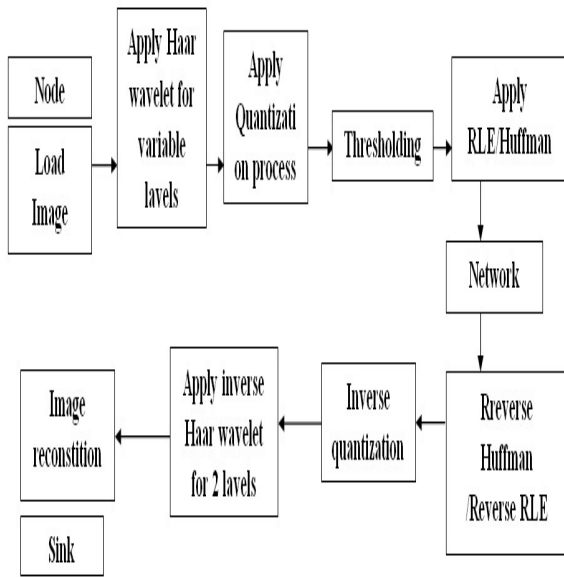 Node
Load
Image
Apply Haar
wavelet for
variable
lavels
Apply
Quantizati
on process
Thresholding
Apply
RLE/Huffman
Network
Rreverse
Huffman
/Reverse RLE
Inverse
quantization
Apply inverse
Haar wavelet
for 2 lavels
Image
reconstition
Sink